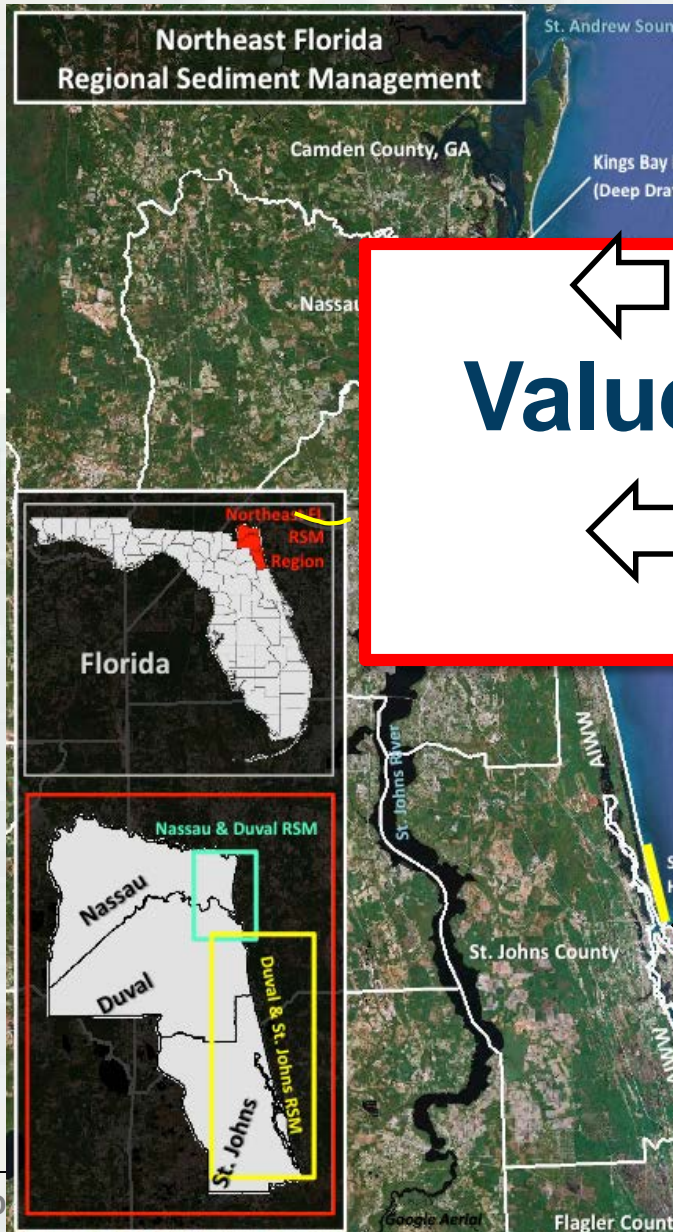 Northeast Florida
Regional Sediment Management
St. Andrew Soun
Camden County, GA
Kings Bay
(Deep Dra
Nassau
Value
Northeast FL
RSM
Region
Florida
AIWW
St. Johns River
Nassau & Duval RSM
Nassau
Duval
Duval & St. Johns RSM
St. Johns
St. Johns County
S
H
AIWW
Google Aerial
Flagler Count